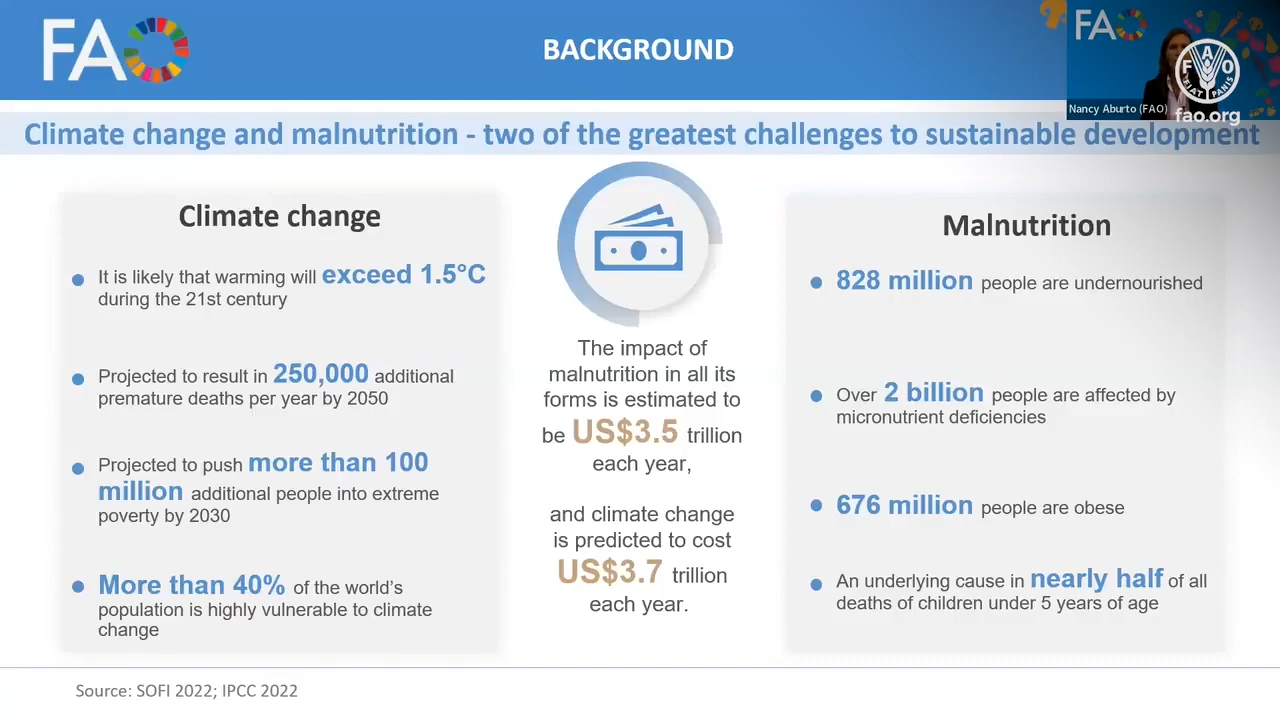 FAO
BACKGROUND
FAO
FAO
FIAT PANIS
Nancy Aburto (FAO)
fao.org
Climate change and malnutrition - two of the greatest challenges to sustainable development
Climate change
It is likely that warming will exceed 1.5°C
during the 21st century
Projected to result in 250,000 additional
premature deaths per year by 2050
Projected to push more than 100
million additional people into extreme
poverty by 2030
More than 40% of the world's
population is highly vulnerable to climate
change
The impact of
malnutrition in all its
forms is estimated to
be US$3.5 trillion
each year,
and climate change
is predicted to cost
US$3.7 trillion
each year.
Malnutrition
828 million people are undernourished
Over 2 billion people are affected by
micronutrient deficiencies
676 million people are obese
An underlying cause in nearly half of all
deaths of children under 5 years of age
Source: SOFI 2022; IPCC 2022